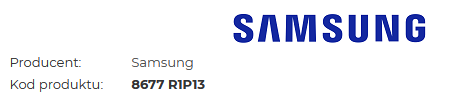 SAMSUNG
Producent: Samsung
Kod produktu: 8677 R1P13